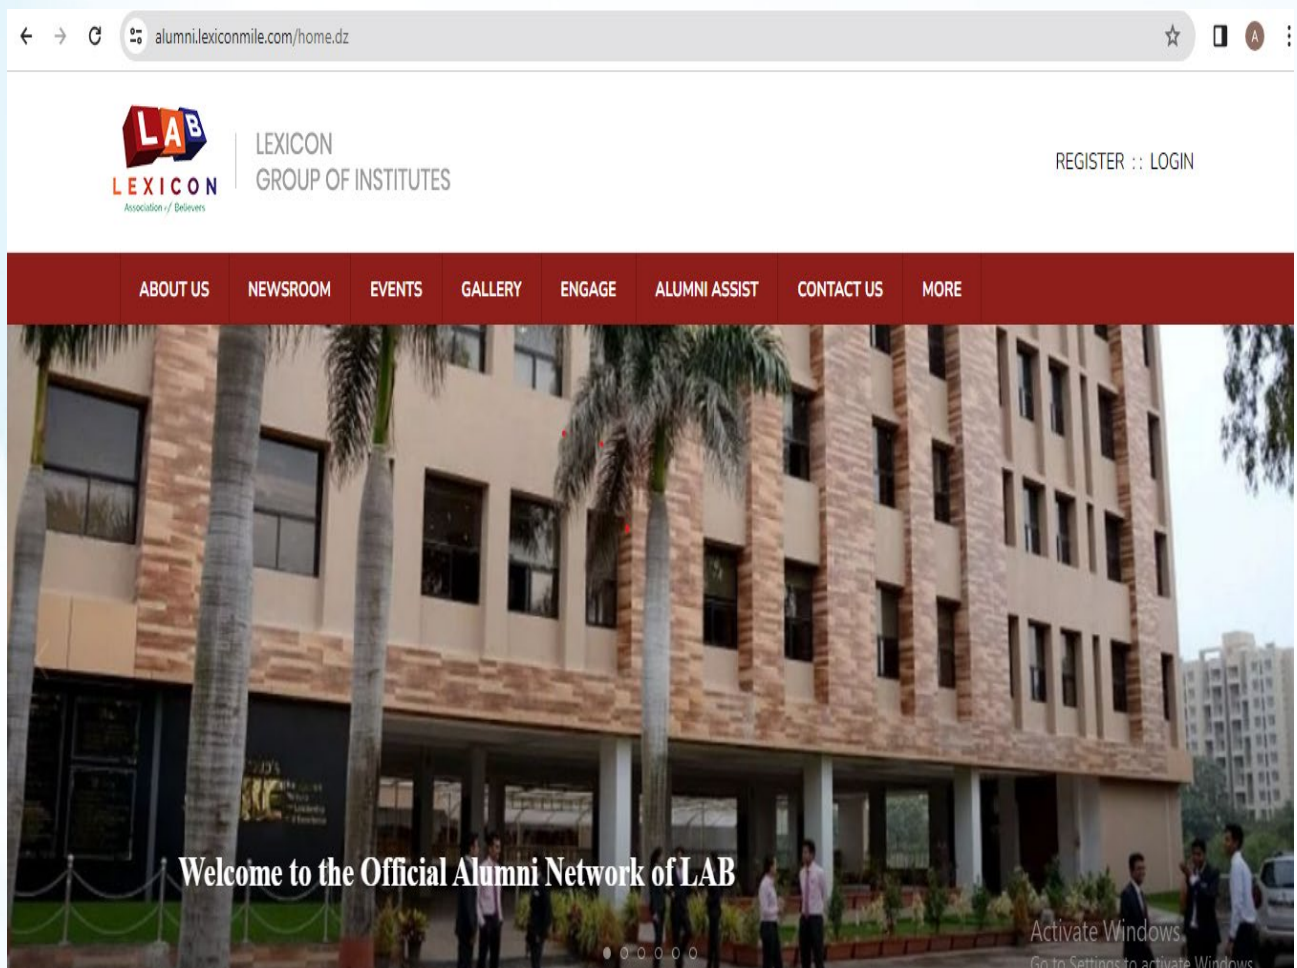 alumni.lexiconmile.com/home.dz
A
LAB
LEXICON
Association of Believers
LEXICON
GROUP OF INSTITUTES
REGISTER :: LOGIN
ABOUT US NEWSROOM EVENTS GALLERY ENGAGE ALUMNI ASSIST CONTACT US MORE
Welcome to the Official Alumni Network of LAB
Activate Windows
Go to Settings to activate Windows.